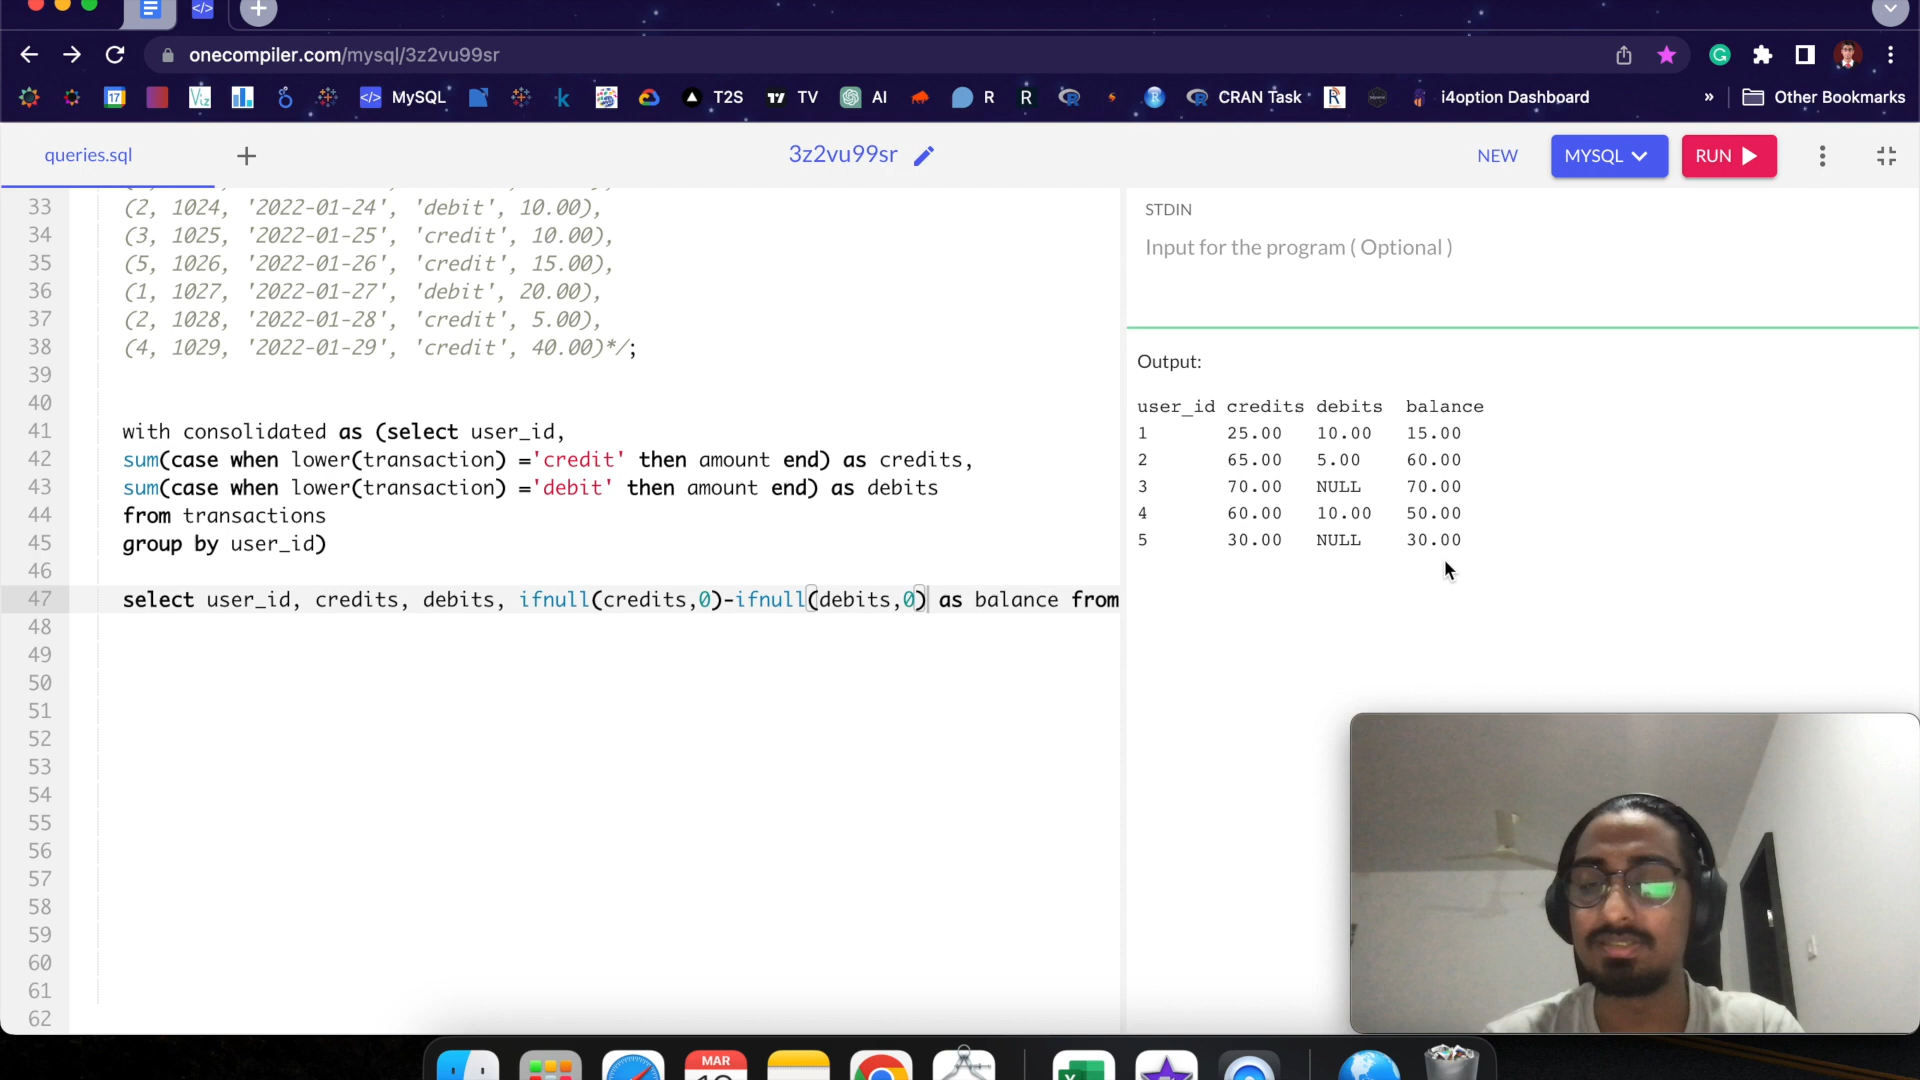 onecompiler.com/mysql/3z2vu99sr
17
Viz
</> MySQL
k
T2S
TV
AI
R
R
CRAN Task
R
i4option Dashboard
»
Other Bookmarks
queries.sql
3z2vu99sr
NEW
MYSQL
RUN
33 (2, 1024, '2022-01-24', 'debit', 10.00),
34 (3, 1025, '2022-01-25', 'credit', 10.00),
35 (5, 1026, '2022-01-26', 'credit', 15.00),
36 (1, 1027, '2022-01-27', 'debit', 20.00),
37 (2, 1028, '2022-01-28', 'credit', 5.00),
38 (4, 1029, '2022-01-29', 'credit', 40.00)*/;
39
40
41 with consolidated as (select user_id,
42 sum(case when lower(transaction) ='credit' then amount end) as credits,
43 sum(case when lower(transaction) ='debit' then amount end) as debits
44 from transactions
45 group by user_id)
46
47 select user_id, credits, debits, ifnull(credits,0)-ifnull(debits,0) as balance from
48
49
50
51
52
53
54
55
56
57
58
59
60
61
62
STDIN
Input for the program ( Optional )
Output:
user_id credits debits balance
1 25.00 10.00 15.00
2 65.00 5.00 60.00
3 70.00 NULL 70.00
4 60.00 10.00 50.00
5 30.00 NULL 30.00
MAR